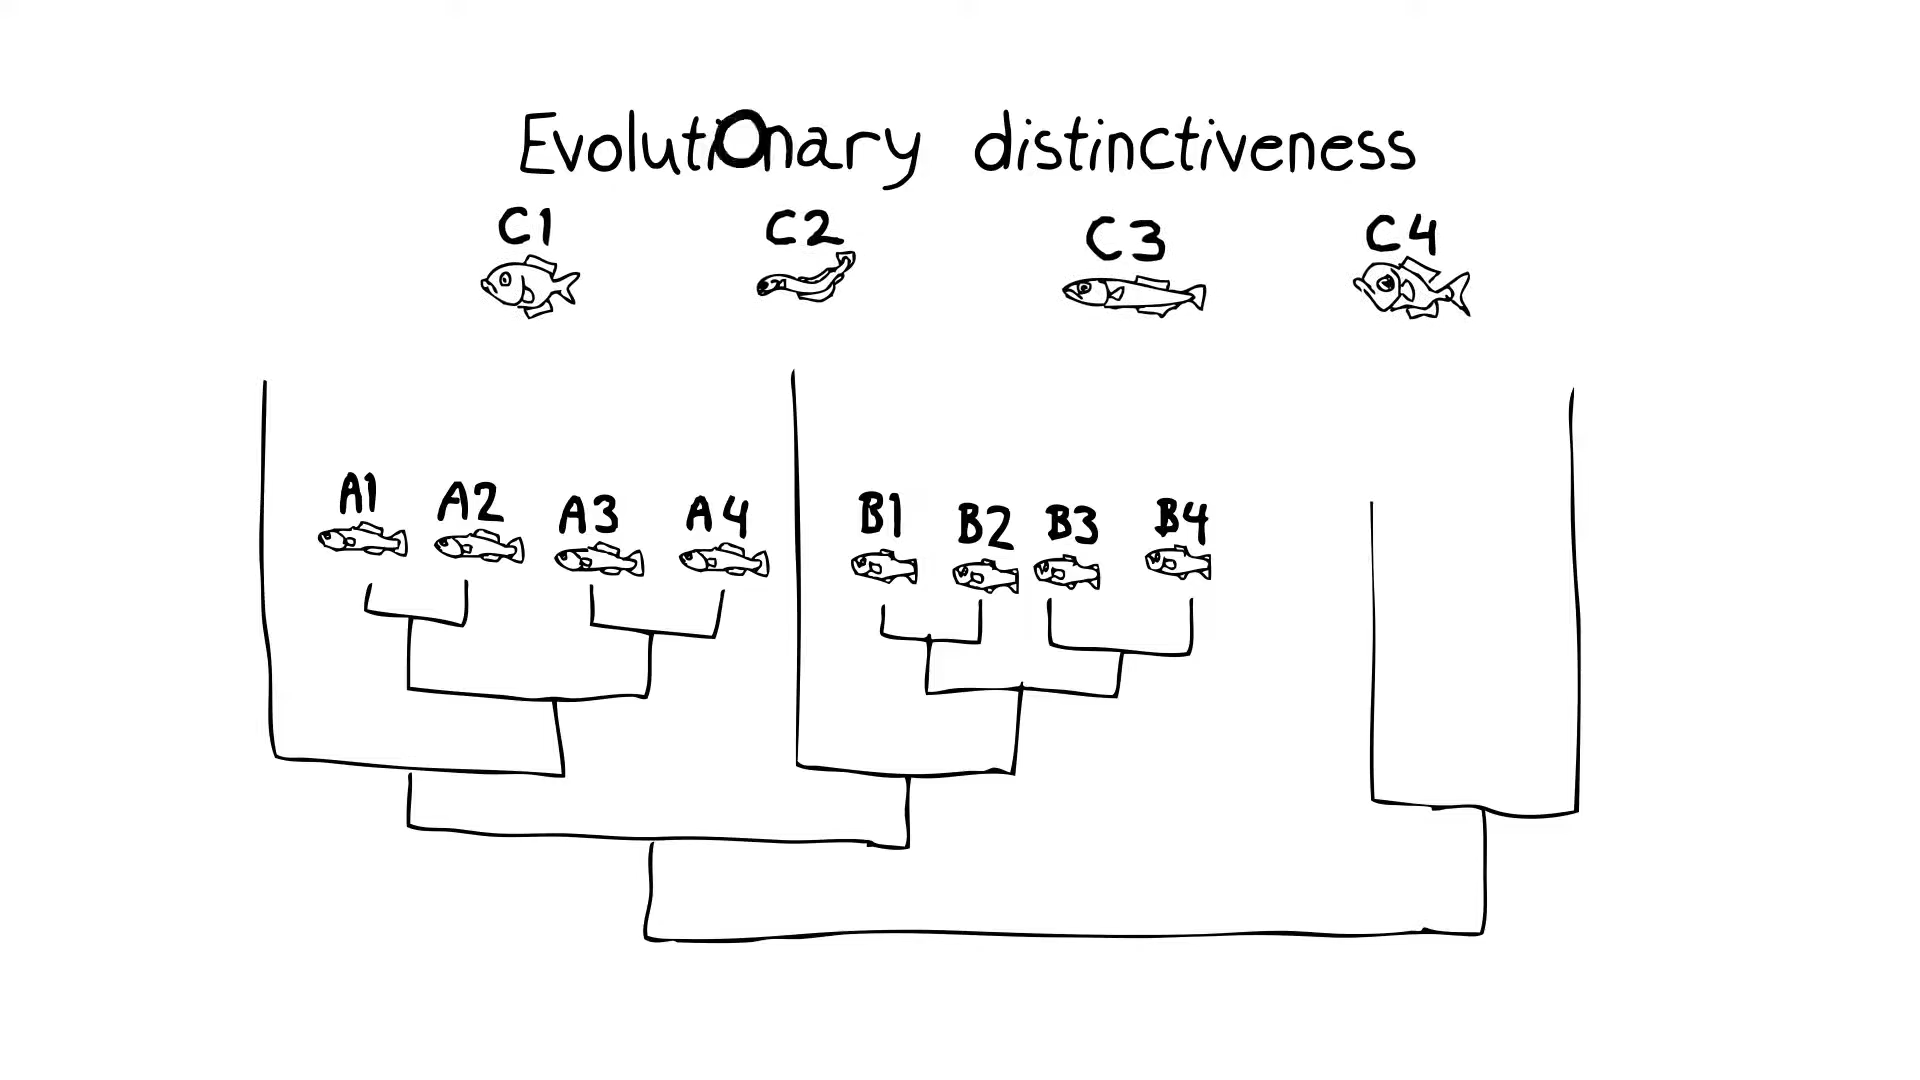 EvolutiOnary distinctiveness
C1 C2 C3 C4
A1 A2 A3 A4 B1 B2 B3 B4